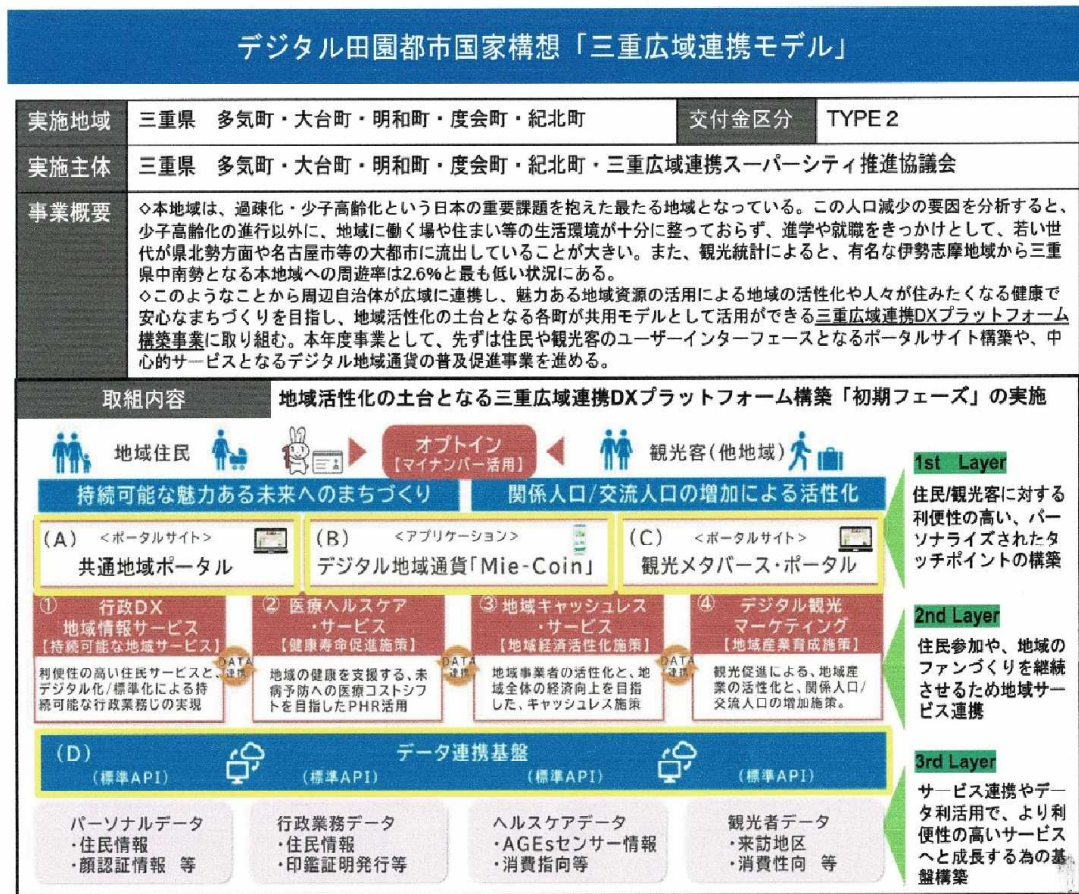 デジタル田園都市国家構想「三重広域連携モデル」
実施地域 三重県 多気町・大台町・明和町・度会町・紀北町 交付金区分 TYPE 2
実施主体 三重県 多気町・大台町・明和町・度会町・紀北町・三重広域連携スーパーシティ推進協議会
事業概要
◇本地域は、過疎化・少子高齢化という日本の重要課題を抱えた最たる地域となっている。この人口減少の要因を分析すると、
少子高齢化の進行以外に、地域に働く場や住まい等の生活環境が十分に整っておらず、進学や就職をきっかけとして、若い世
代が県北勢方面や名古屋市等の大都市に流出していることが大きい。また、観光統計によると、有名な伊勢志摩地域から三重
県中南勢となる本地域への周遊率は2.6%と最も低い状況にある。
◇このようなことから周辺自治体が広域に連携し、魅力ある地域資源の活用による地域の活性化や人々が住みたくなる健康で
安心なまちづくりを目指し、地域活性化の土台となる各町が共用モデルとして活用ができる三重広域連携DXプラットフォーム
構築事業に取り組む。本年度事業として、先ずは住民や観光客のユーザーインターフェースとなるポータルサイト構築や、中
心的サービスとなるデジタル地域通貨の普及促進事業を進める。
取組内容 地域活性化の土台となる三重広域連携DXプラットフォーム構築「初期フェーズ」の実施
地域住民
オプトイン
【マイナンバー活用】
観光客(他地域)
持続可能な魅力ある未来へのまちづくり
関係人口/交流人口の増加による活性化
(A) <ポータルサイト>
共通地域ポータル
(B) <アプリケーション>
デジタル地域通貨「Mie-Coin」
(C) <ポータルサイト>
観光メタバース・ポータル
1st Layer
住民/観光客に対する
利便性の高い、パー
ソナライズされたタ
ッチポイントの構築
① 行政DX
地域情報サービス
【持続可能な地域サービス】
利便性の高い住民サービスと、
デジタル化/標準化による持
続可能な行政業務じの実現
DATA
連携
② 医療ヘルスケア
・サービス
【健康寿命促進施策】
地域の健康を支援する、未
病予防への医療コストシフ
トを目指したPHR活用
DATA
連携
③ 地域キャッシュレス
・サービス
【地域経済活性化施策】
地域事業者の活性化と、地
域全体の経済向上を目指
した、キャッシュレス施策
DATA
連携
④ デジタル観光
マーケティング
【地域産業育成施策】
観光促進による、地域産
業の活性化と、関係人口/
交流人口の増加施策。
2nd Layer
住民参加や、地域の
ファンづくりを継続
させるため地域サー
ビス連携
(D) データ連携基盤
(標準API) (標準API) (標準API) (標準API)
パーソナルデータ
・住民情報
・顔認証情報 等
行政業務データ
・住民情報
・印鑑証明発行等
ヘルスケアデータ
・AGEsセンサー情報
・消費指向等
観光者データ
・来訪地区
・消費性向 等
3rd Layer
サービス連携やデー
タ利活用で、より利
便性の高いサービス
へと成長する為の基
盤構築